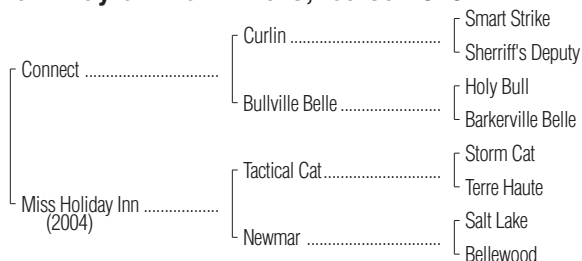 Curlin ................................
Smart Strike
Sherriff's Deputy
Connect ..............................
Bullville Belle .......................
Holy Bull
Barkerville Belle
Tactical Cat..........................
Storm Cat
Terre Haute
Miss Holiday Inn .................
(2004)
Newmar .............................
Salt Lake
Bellewood